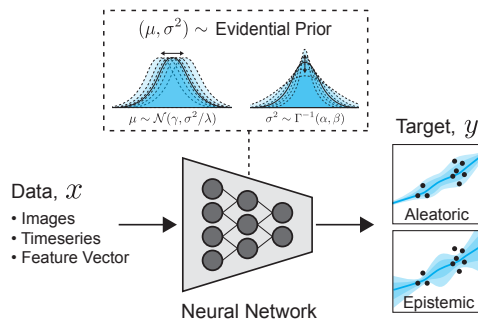 (μ, σ²) ∼ Evidential Prior
μ ∼ 𝒩(γ, σ²/λ)
σ² ∼ Γ⁻¹(α, β)
Target, y
Data, x
• Images
• Timeseries
• Feature Vector
Aleatoric
Epistemic
Neural Network